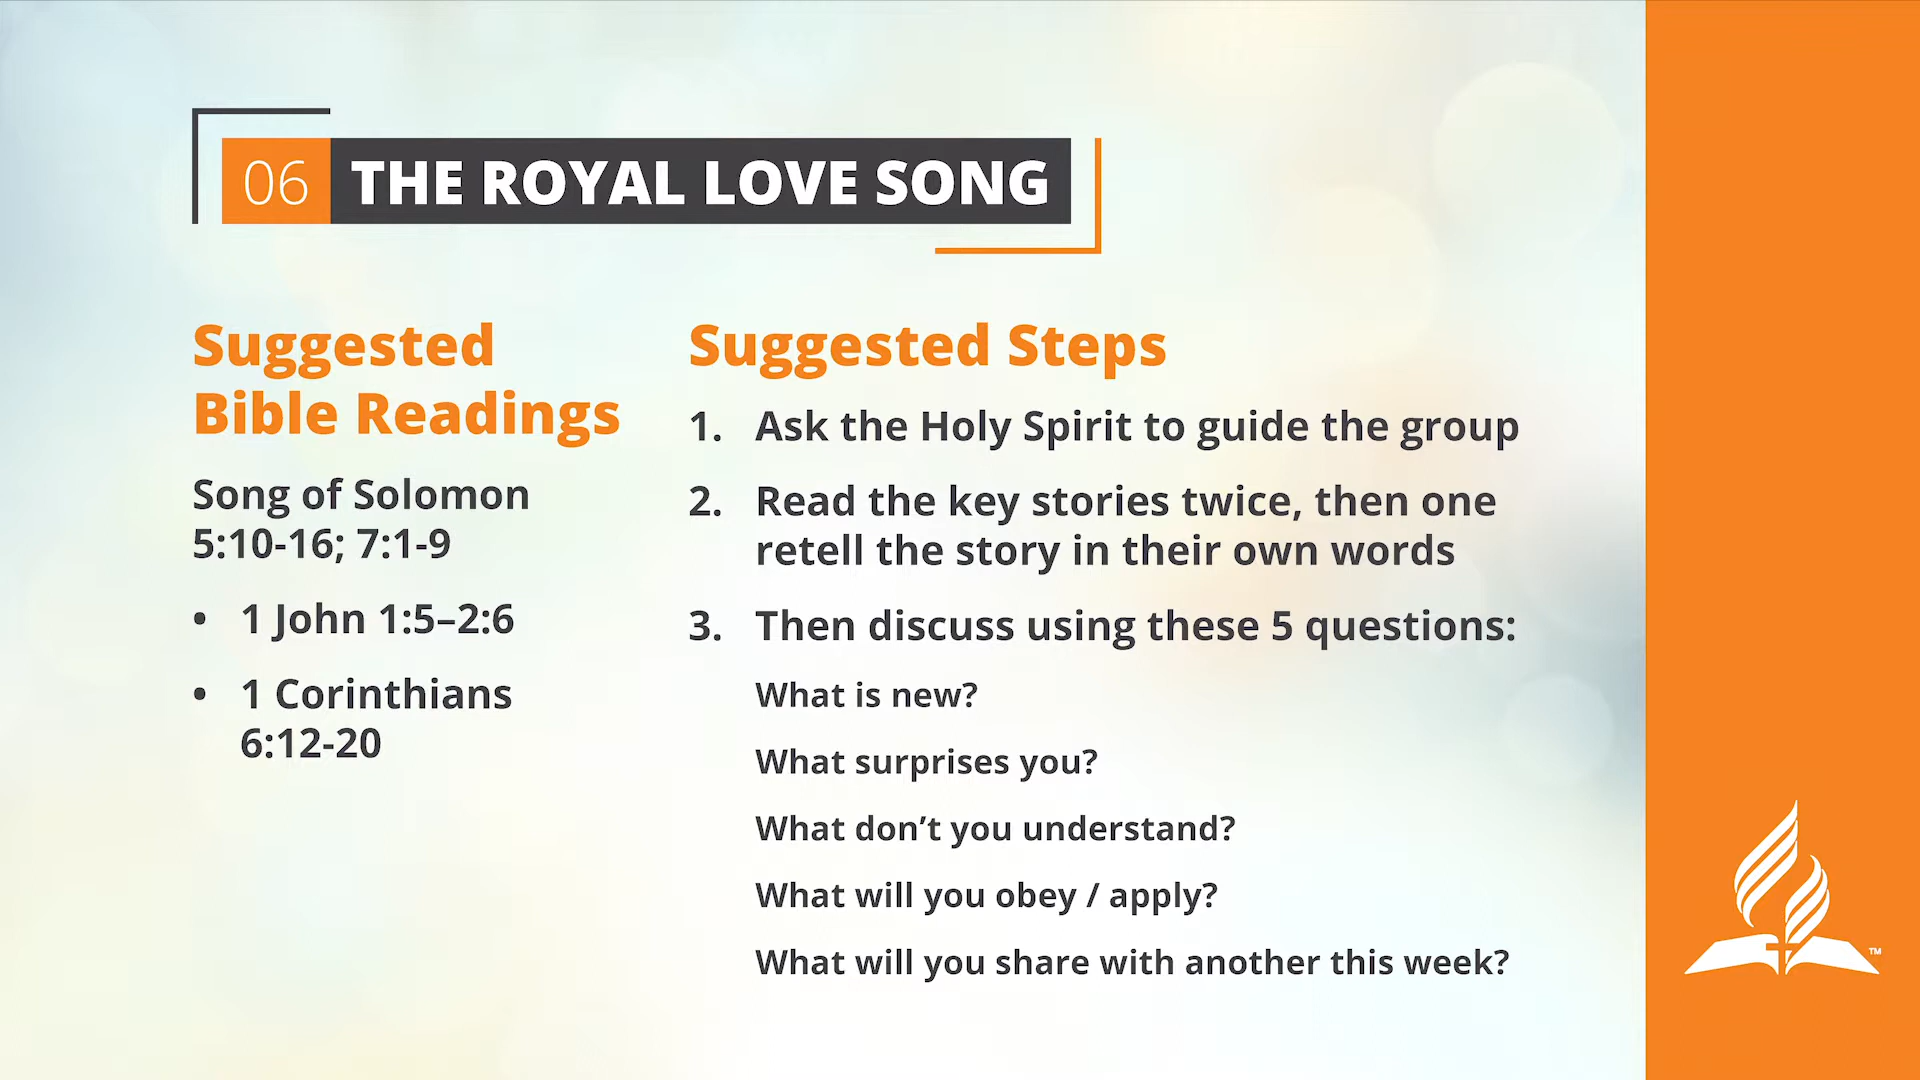 06 THE ROYAL LOVE SONG
Suggested
Bible Readings
Song of Solomon
5:10-16; 7:1-9
• 1 John 1:5–2:6
• 1 Corinthians
6:12-20
Suggested Steps
1. Ask the Holy Spirit to guide the group
2. Read the key stories twice, then one
retell the story in their own words
3. Then discuss using these 5 questions:
What is new?
What surprises you?
What don’t you understand?
What will you obey / apply?
What will you share with another this week?
TM